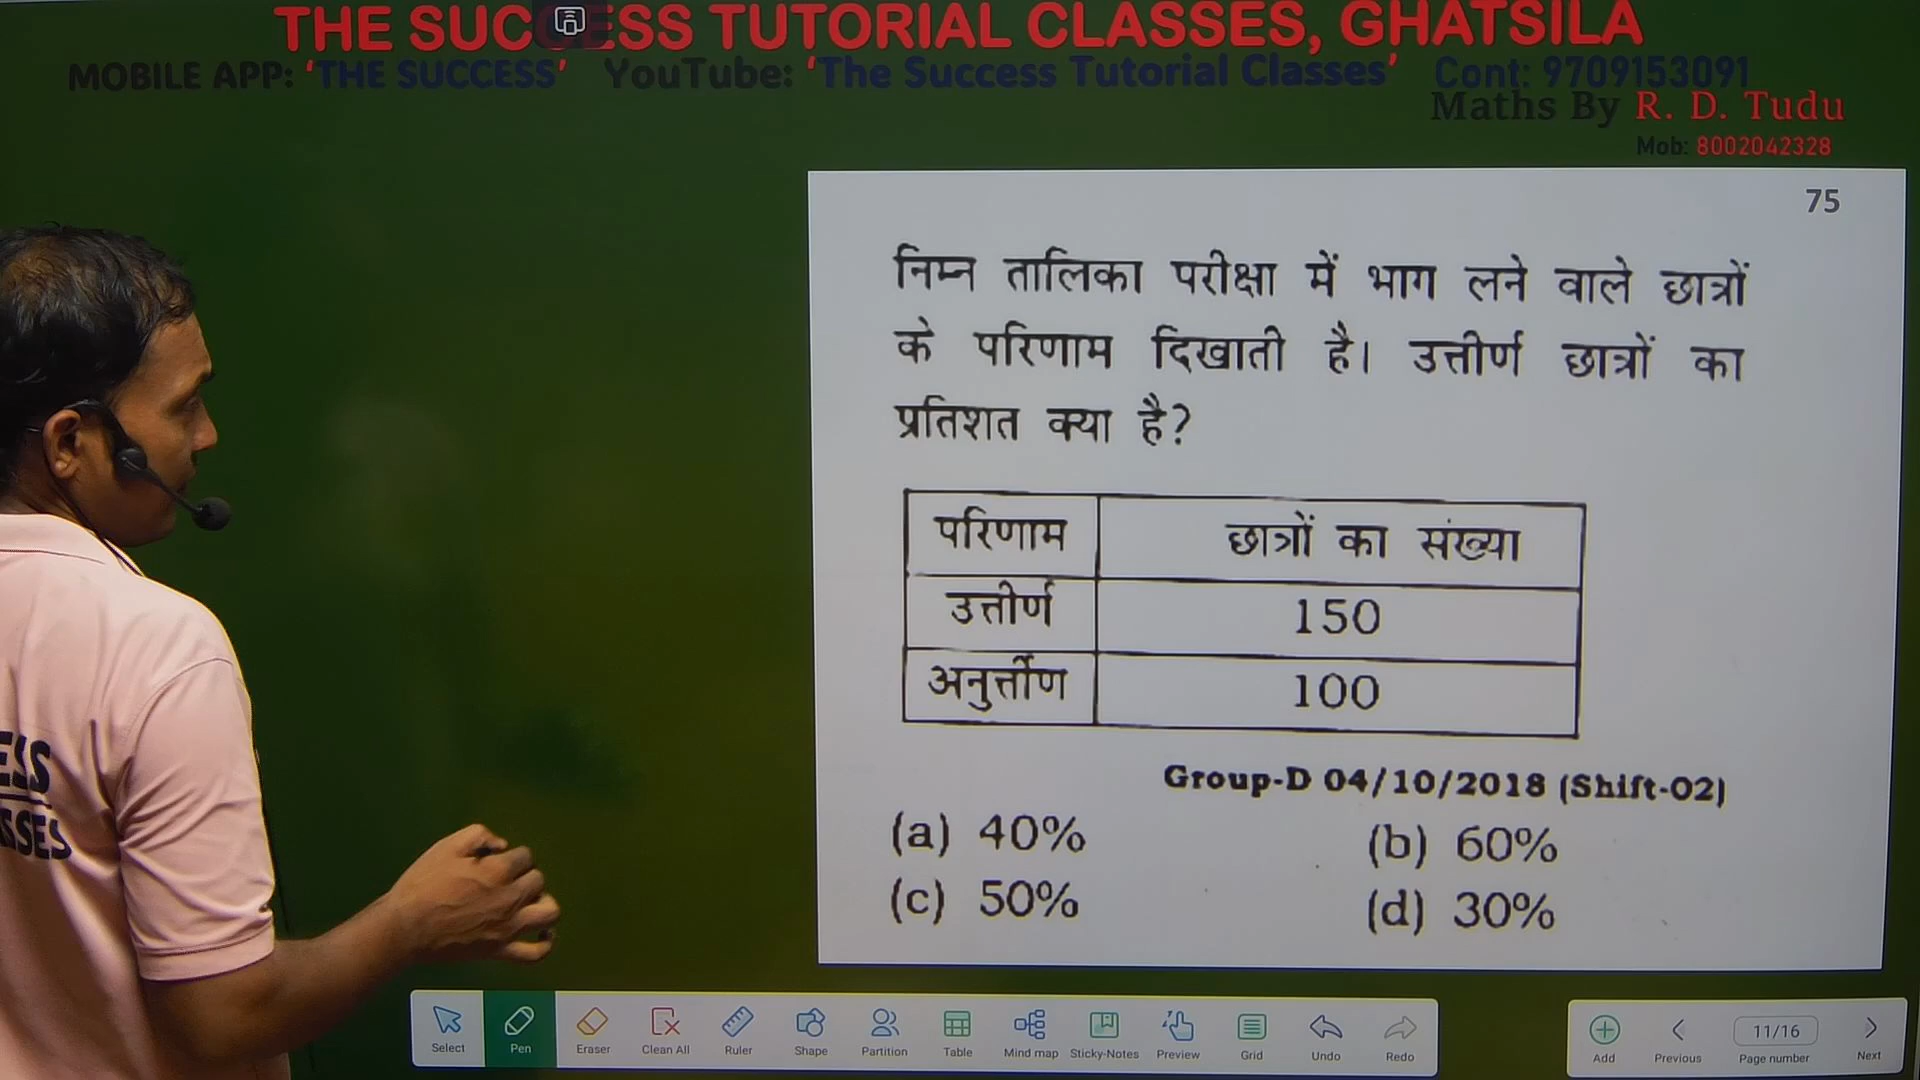 THE SUCCESS TUTORIAL CLASSES, GHATSILA
MOBILE APP: 'THE SUCCESS' YouTube: 'The Success Tutorial Classes' Cont: 9709153091
Maths By R. D. Tudu
Mob: 8002042328
75
निम्न तालिका परीक्षा में भाग लने वाले छात्रों
के परिणाम दिखाती है। उत्तीर्ण छात्रों का
प्रतिशत क्या है?
परिणाम छात्रों का संख्या
उत्तीर्ण 150
अनुर्त्तीण 100
Group-D 04/10/2018 (Shift-02)
(a) 40% (b) 60%
(c) 50% (d) 30%
ESS
SSES
Select Pen Eraser Clean All Ruler Shape Partition Table Mind map Sticky-Notes Preview Grid Undo Redo
Add Previous 11/16 Page number Next